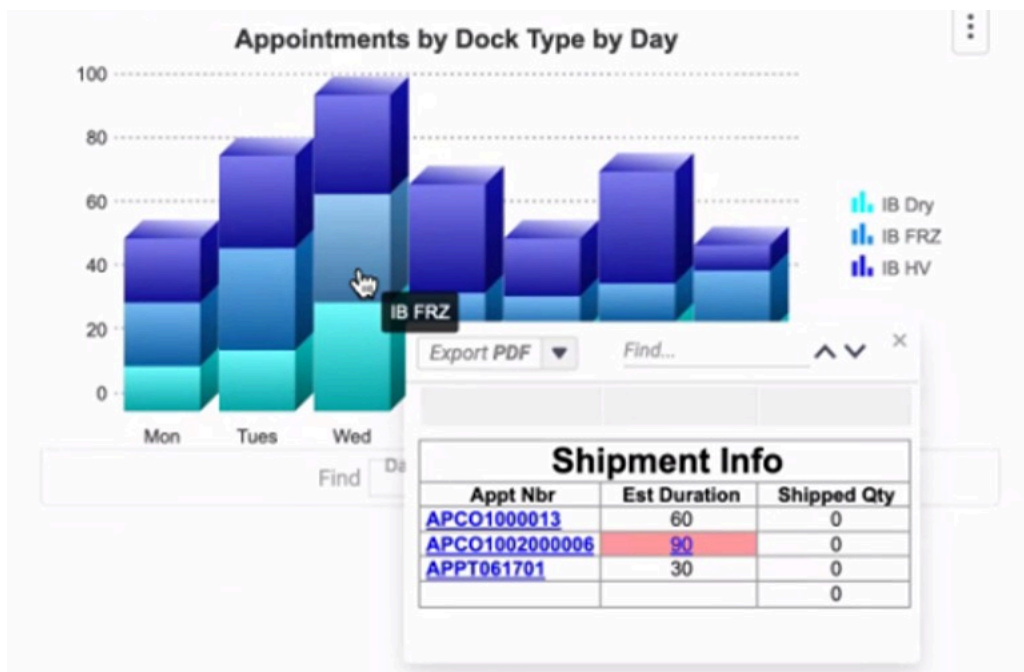 Appointments by Dock Type by Day
100
80
60
40
20
0
Mon Tues Wed
IB Dry
IB FRZ
IB HV
IB FRZ
Export PDF Find...
Find Da
Shipment Info
Appt Nbr Est Duration Shipped Qty
APCO1000013 60 0
APCO1002000006 90 0
APPT061701 30 0
0